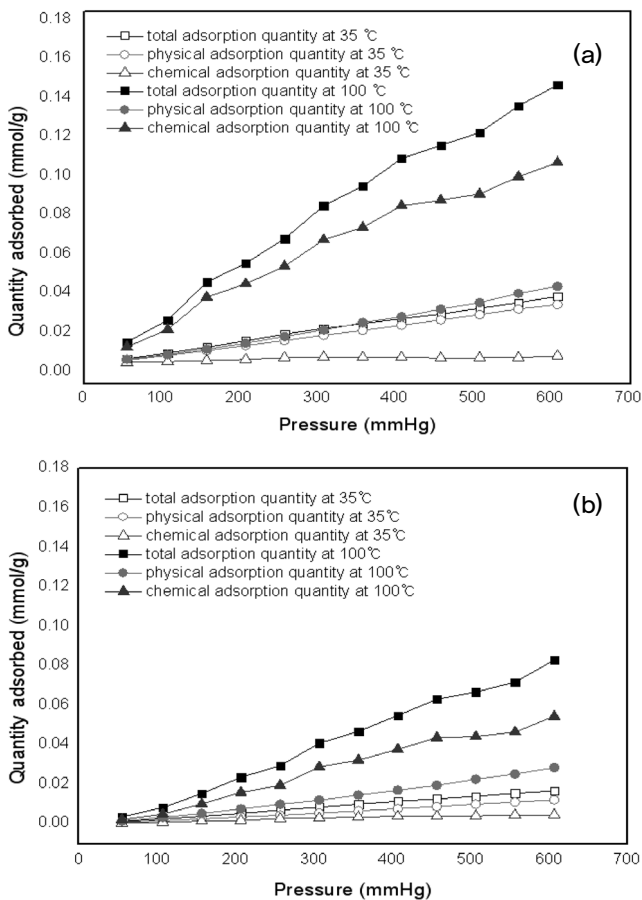 (a)
total adsorption quantity at 35 ℃
physical adsorption quantity at 35 ℃
chemical adsorption quantity at 35 ℃
total adsorption quantity at 100 ℃
physical adsorption quantity at 100 ℃
chemical adsorption quantity at 100 ℃
Quantity adsorbed (mmol/g)
0.18
0.16
0.14
0.12
0.10
0.08
0.06
0.04
0.02
0.00
0 100 200 300 400 500 600 700
Pressure (mmHg)
(b)
total adsorption quantity at 35℃
physical adsorption quantity at 35℃
chemical adsorption quantity at 35℃
total adsorption quantity at 100℃
physical adsorption quantity at 100℃
chemical adsorption quantity at 100℃
Quantity adsorbed (mmol/g)
0.18
0.16
0.14
0.12
0.10
0.08
0.06
0.04
0.02
0.00
0 100 200 300 400 500 600 700
Pressure (mmHg)